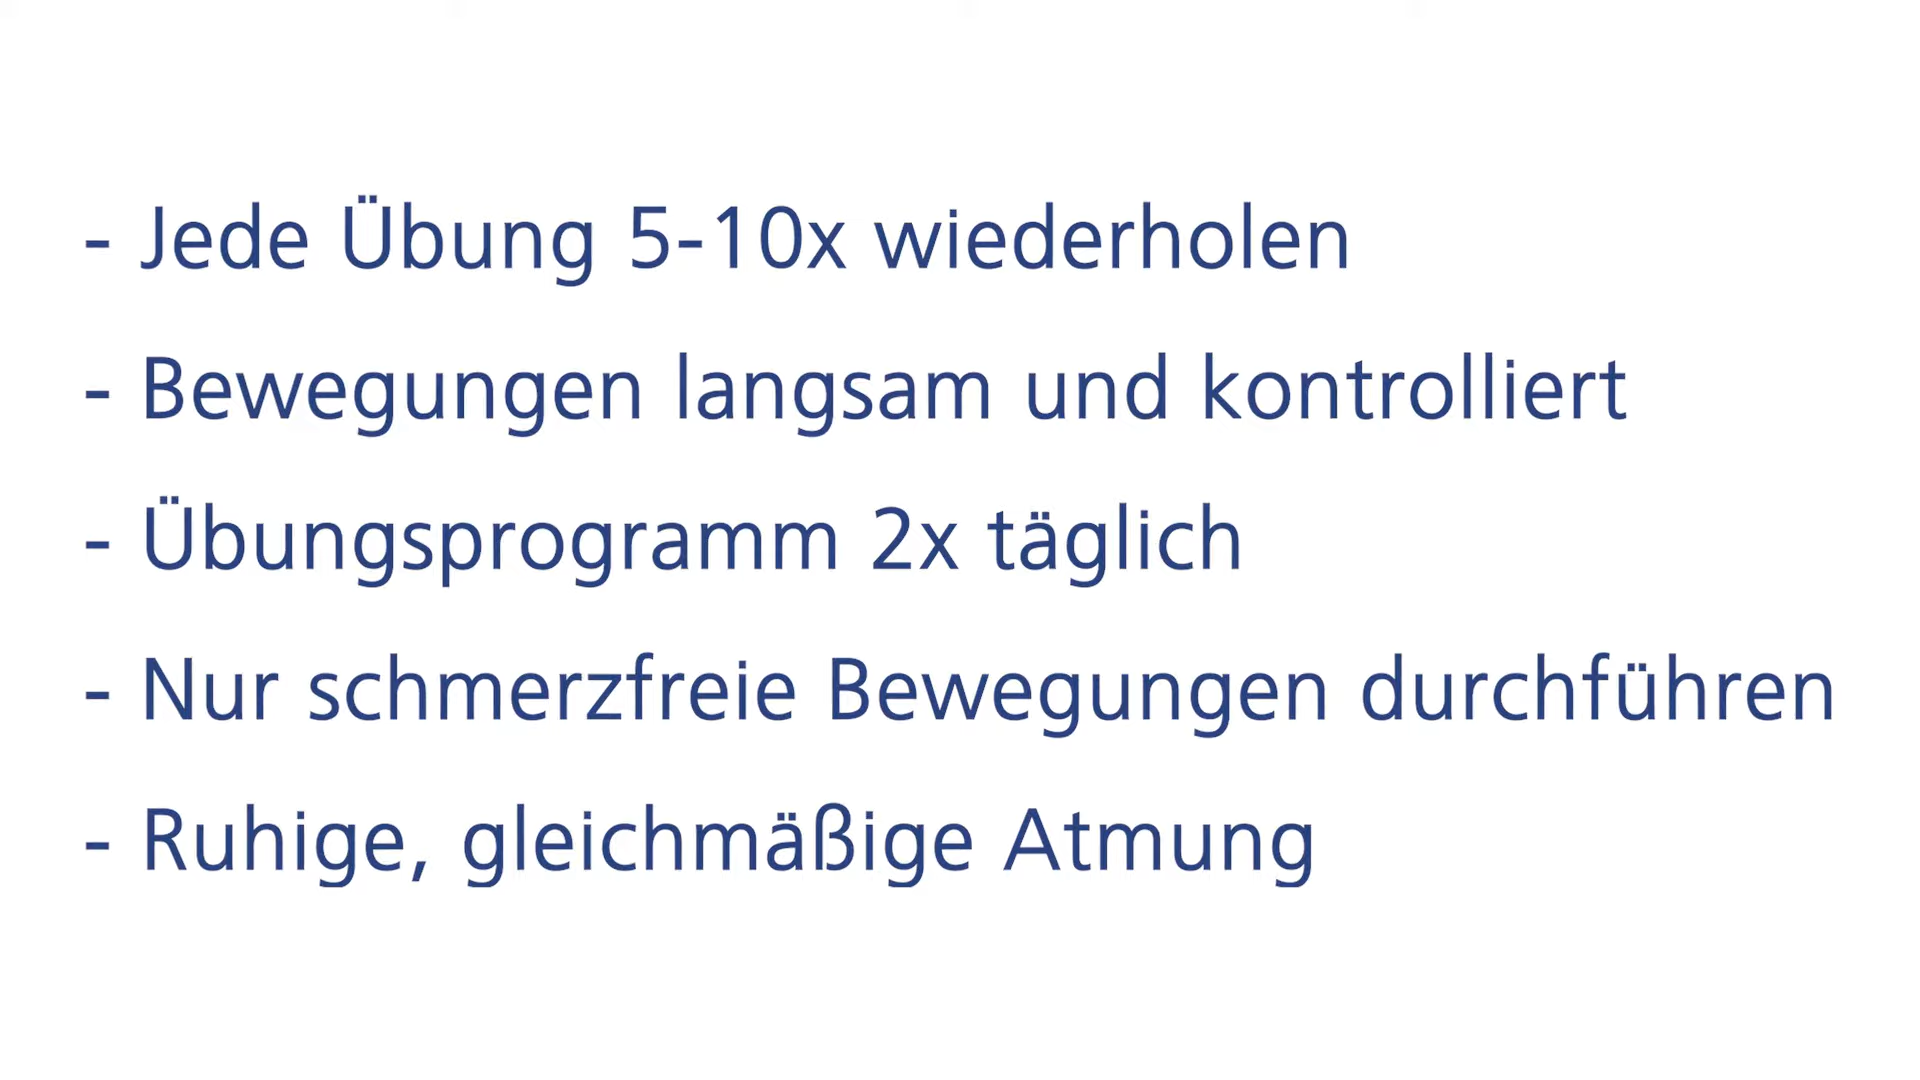 - Jede Übung 5-10x wiederholen
- Bewegungen langsam und kontrolliert
- Übungsprogramm 2x täglich
- Nur schmerzfreie Bewegungen durchführen
- Ruhige, gleichmäßige Atmung